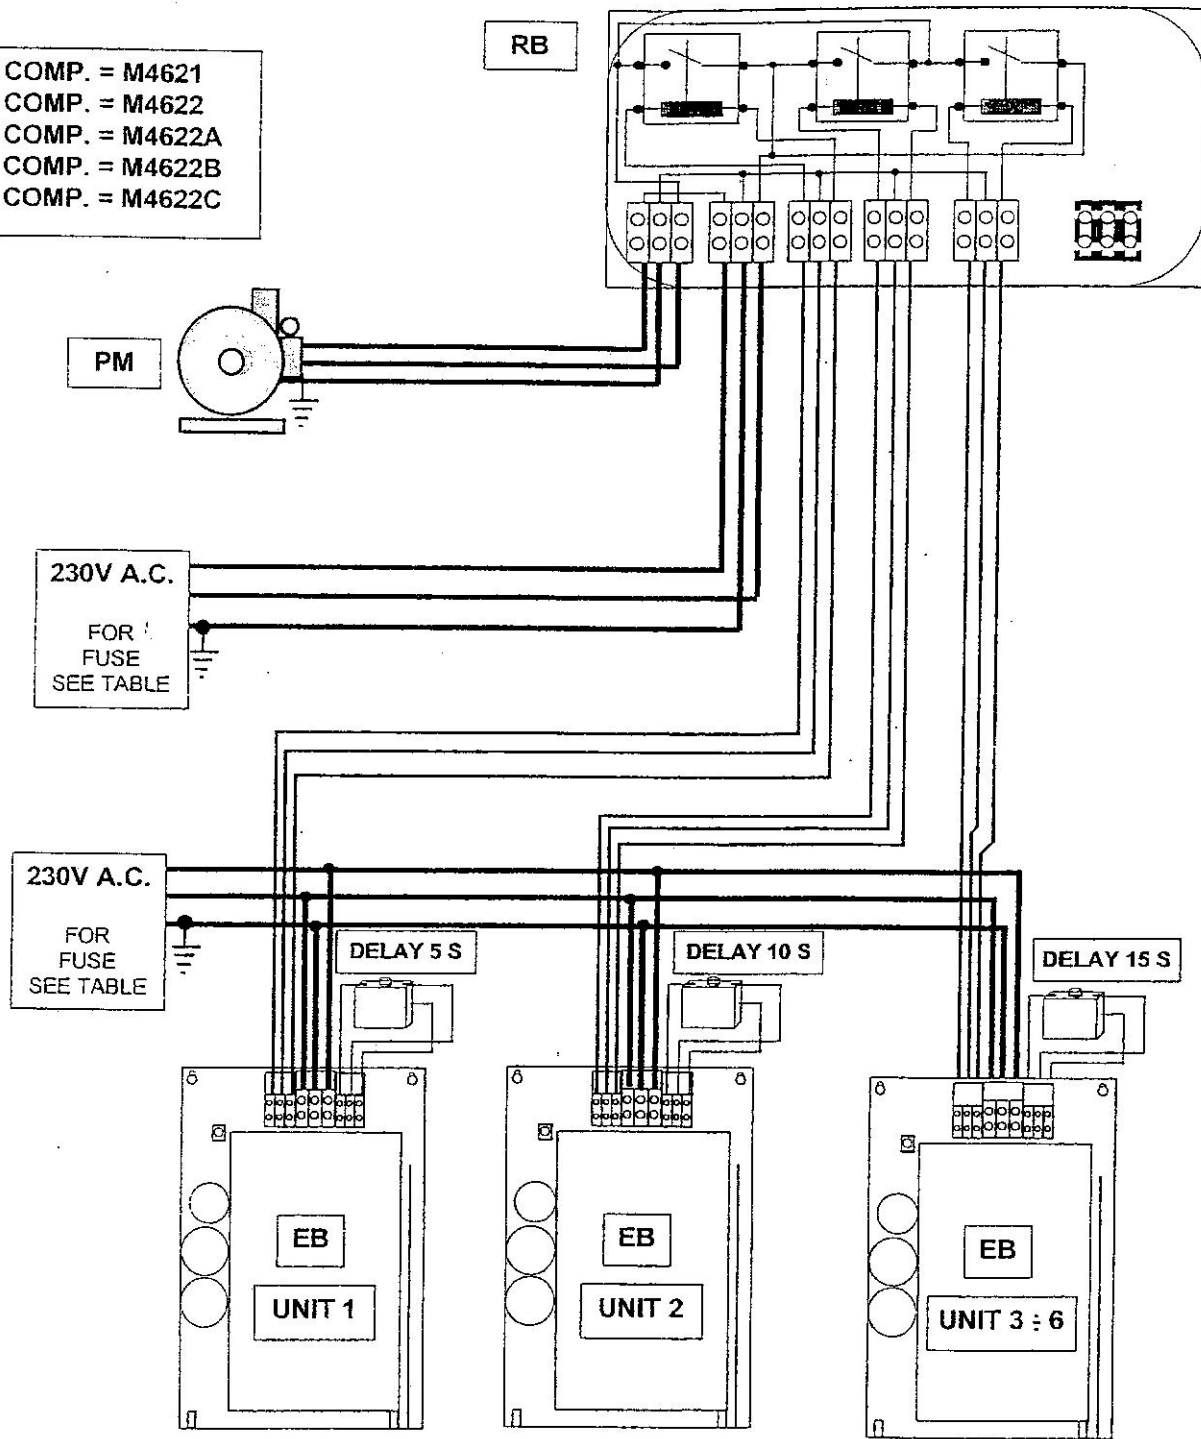 RB
COMP. = M4621
COMP. = M4622
COMP. = M4622A
COMP. = M4622B
COMP. = M4622C
PM
230V A.C.
FOR
FUSE
SEE TABLE
230V A.C.
FOR
FUSE
SEE TABLE
DELAY 5 S
DELAY 10 S
DELAY 15 S
EB
UNIT 1
EB
UNIT 2
EB
UNIT 3 ÷ 6